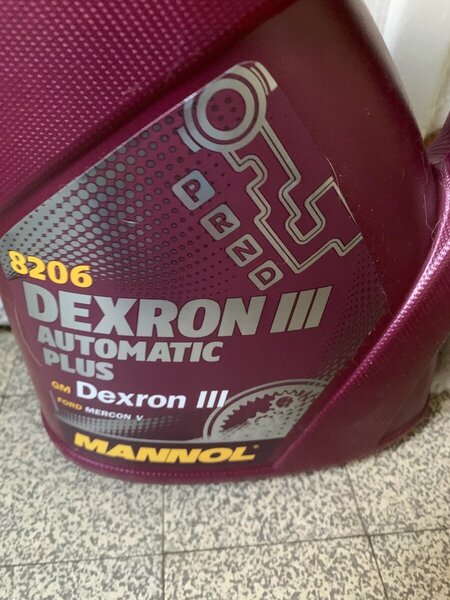 P
R
N
D
8206
DEXRON III
AUTOMATIC
PLUS
GM Dexron III
FORD MERCON V
MANNOL